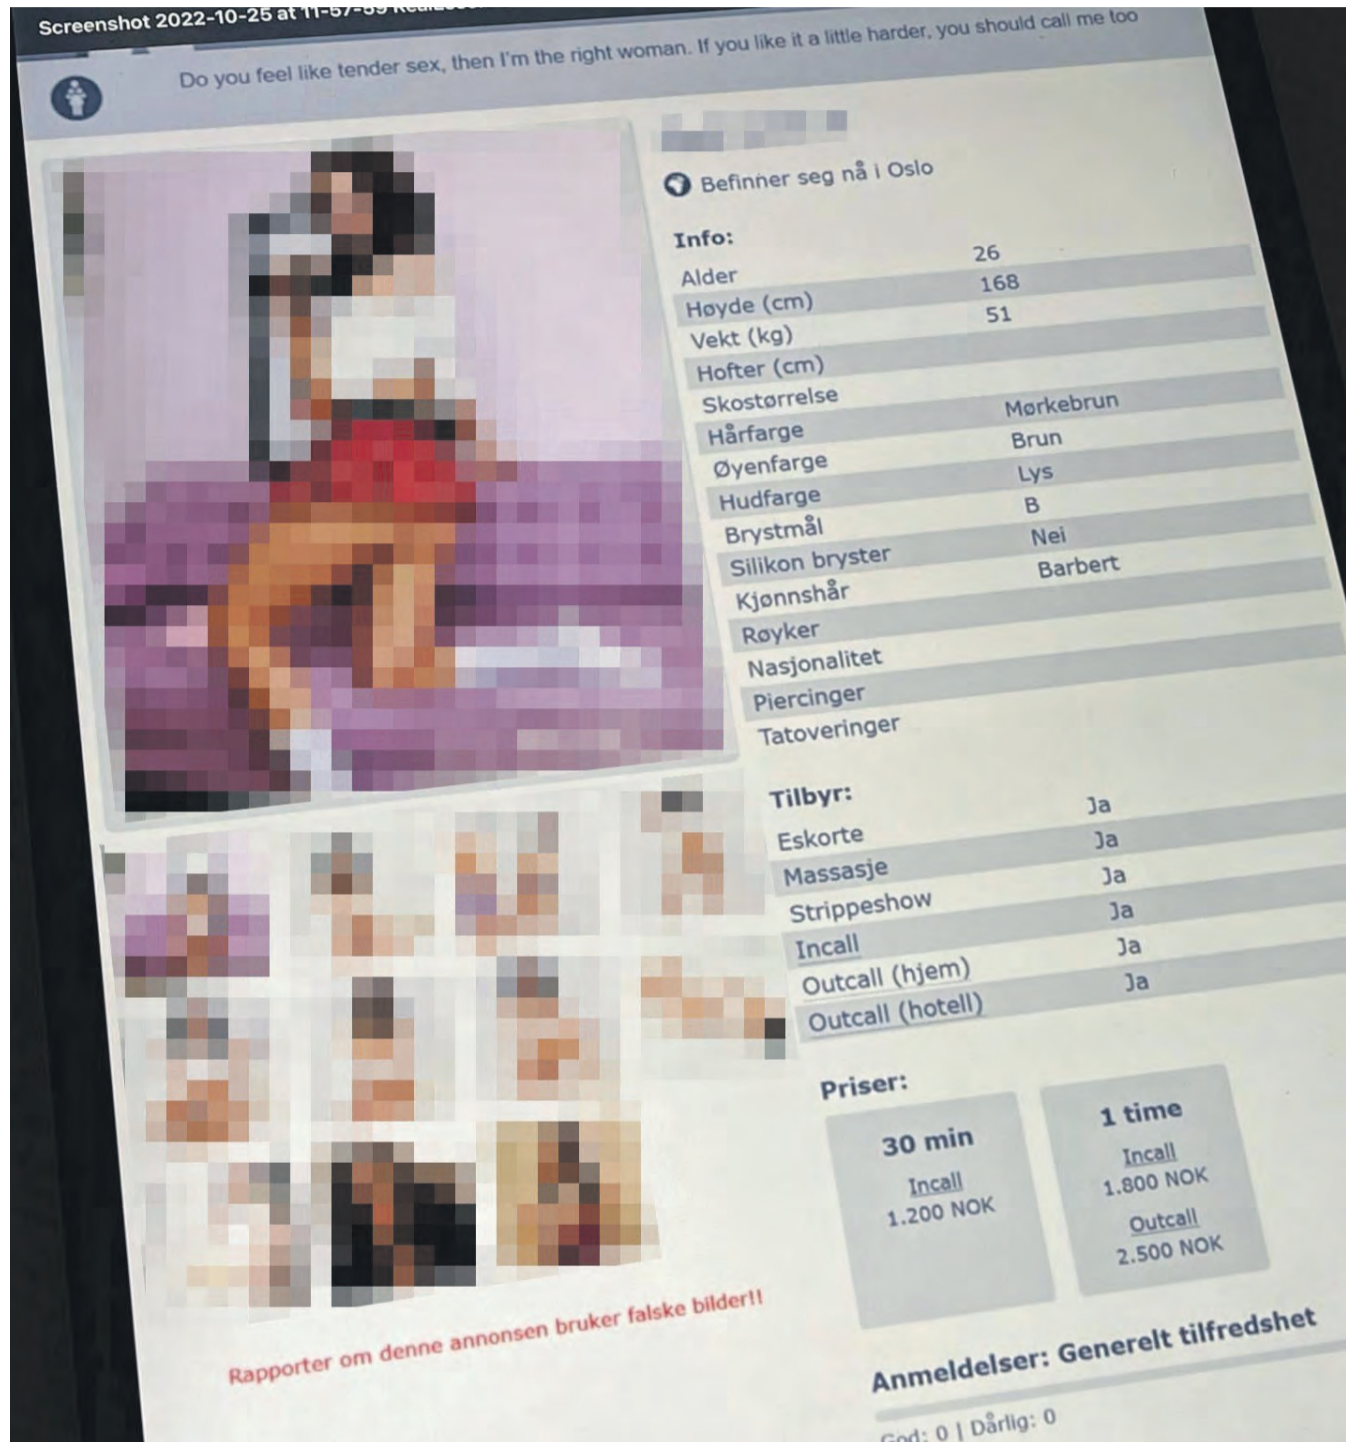 Screenshot 2022-10-25 at 11-57-59
Do you feel like tender sex, then I'm the right woman. If you like it a little harder, you should call me too
Befinner seg nå i Oslo
Info:
Alder 26
Høyde (cm) 168
Vekt (kg) 51
Hofter (cm)
Skostørrelse
Hårfarge Mørkebrun
Øyenfarge Brun
Hudfarge Lys
Brystmål B
Silikon bryster Nei
Kjønnshår Barbert
Røyker
Nasjonalitet
Piercinger
Tatoveringer
Tilbyr:
Eskorte Ja
Massasje Ja
Strippeshow Ja
Incall Ja
Outcall (hjem) Ja
Outcall (hotell) Ja
Priser:
30 min
Incall
1.200 NOK
1 time
Incall
1.800 NOK
Outcall
2.500 NOK
Rapporter om denne annonsen bruker falske bilder!!
Anmeldelser: Generelt tilfredshet
God: 0 | Dårlig: 0